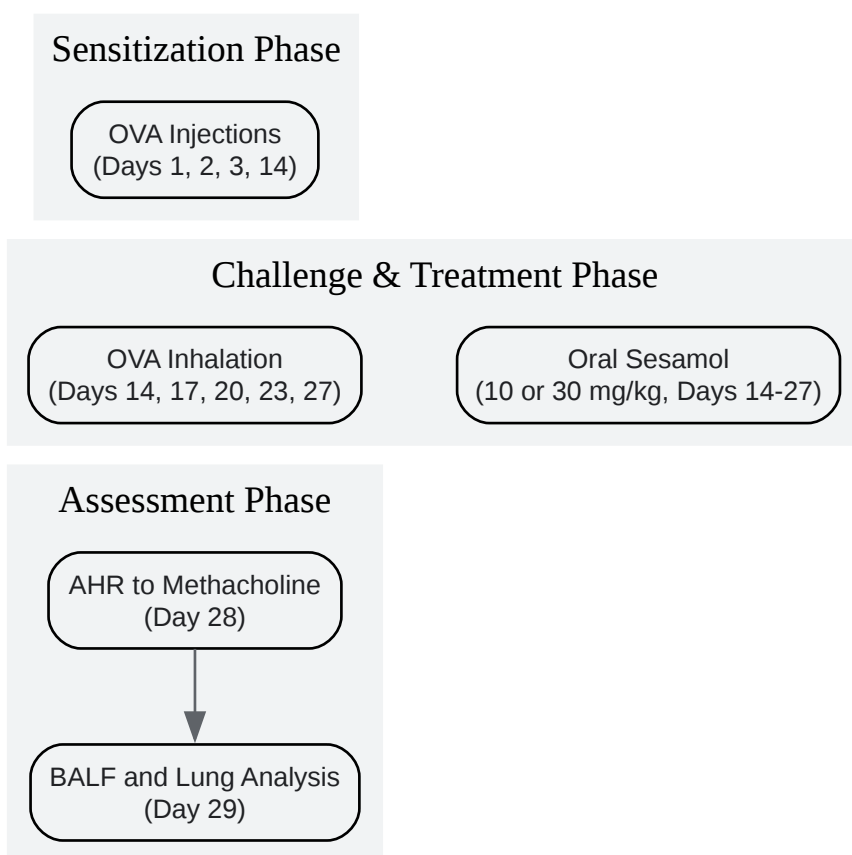 Sensitization Phase
OVA Injections
(Days 1, 2, 3, 14)
Challenge & Treatment Phase
OVA Inhalation
(Days 14, 17, 20, 23, 27)
Oral Sesamol
(10 or 30 mg/kg, Days 14-27)
Assessment Phase
AHR to Methacholine
(Day 28)
BALF and Lung Analysis
(Day 29)